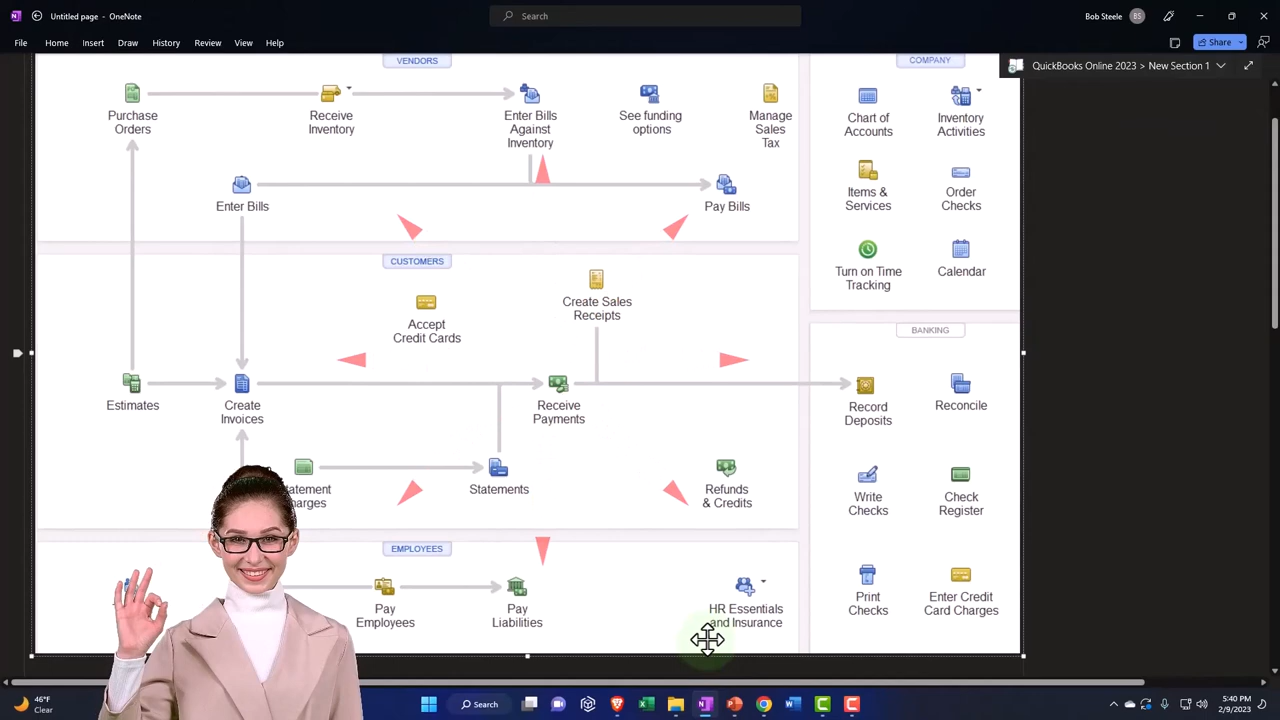 Untitled page - OneNote
Search
Bob Steele
BS
File
Home
Insert
Draw
History
Review
View
Help
Share
QuickBooks Online 2023 > New Section 1
VENDORS
COMPANY
Purchase
Orders
Receive
Inventory
Enter Bills
Against
Inventory
See funding
options
Manage
Sales
Tax
Chart of
Accounts
Inventory
Activities
Enter Bills
Pay Bills
Items &
Services
Order
Checks
Turn on Time
Tracking
Calendar
CUSTOMERS
Accept
Credit Cards
Create Sales
Receipts
BANKING
Estimates
Create
Invoices
Receive
Payments
Record
Deposits
Reconcile
Statements
Refunds
& Credits
Write
Checks
Check
Register
EMPLOYEES
Pay
Employees
Pay
Liabilities
HR Essentials
and Insurance
Print
Checks
Enter Credit
Card Charges
46°F
Clear
Search
5:40 PM
2/9/2023